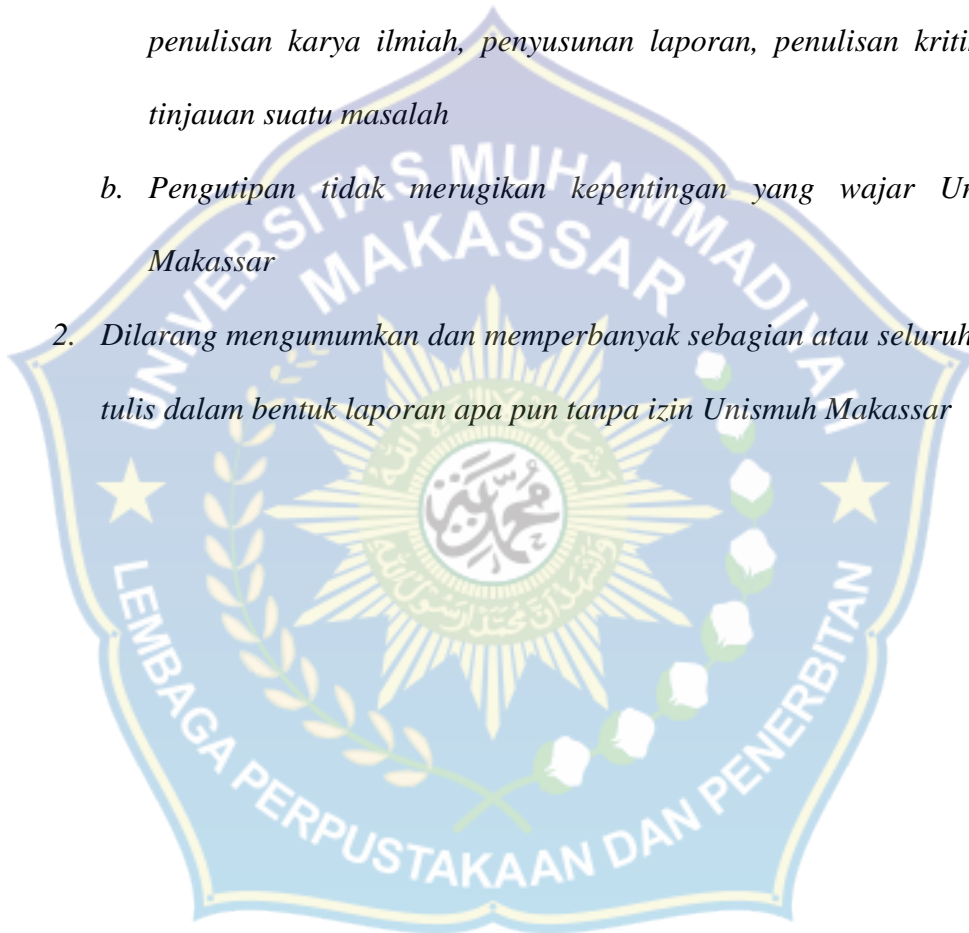 penulisan karya ilmiah, penyusunan laporan, penulisan kritik
tinjauan suatu masalah
b. Pengutipan tidak merugikan kepentingan yang wajar Un
Makassar
2. Dilarang mengumumkan dan memperbanyak sebagian atau seluruh
tulis dalam bentuk laporan apa pun tanpa izin Unismuh Makassar
UNIVERSITAS MUHAMMADIYAH
MAKASSAR
LEMBAGA PERPUSTAKAAN DAN PENERBITAN